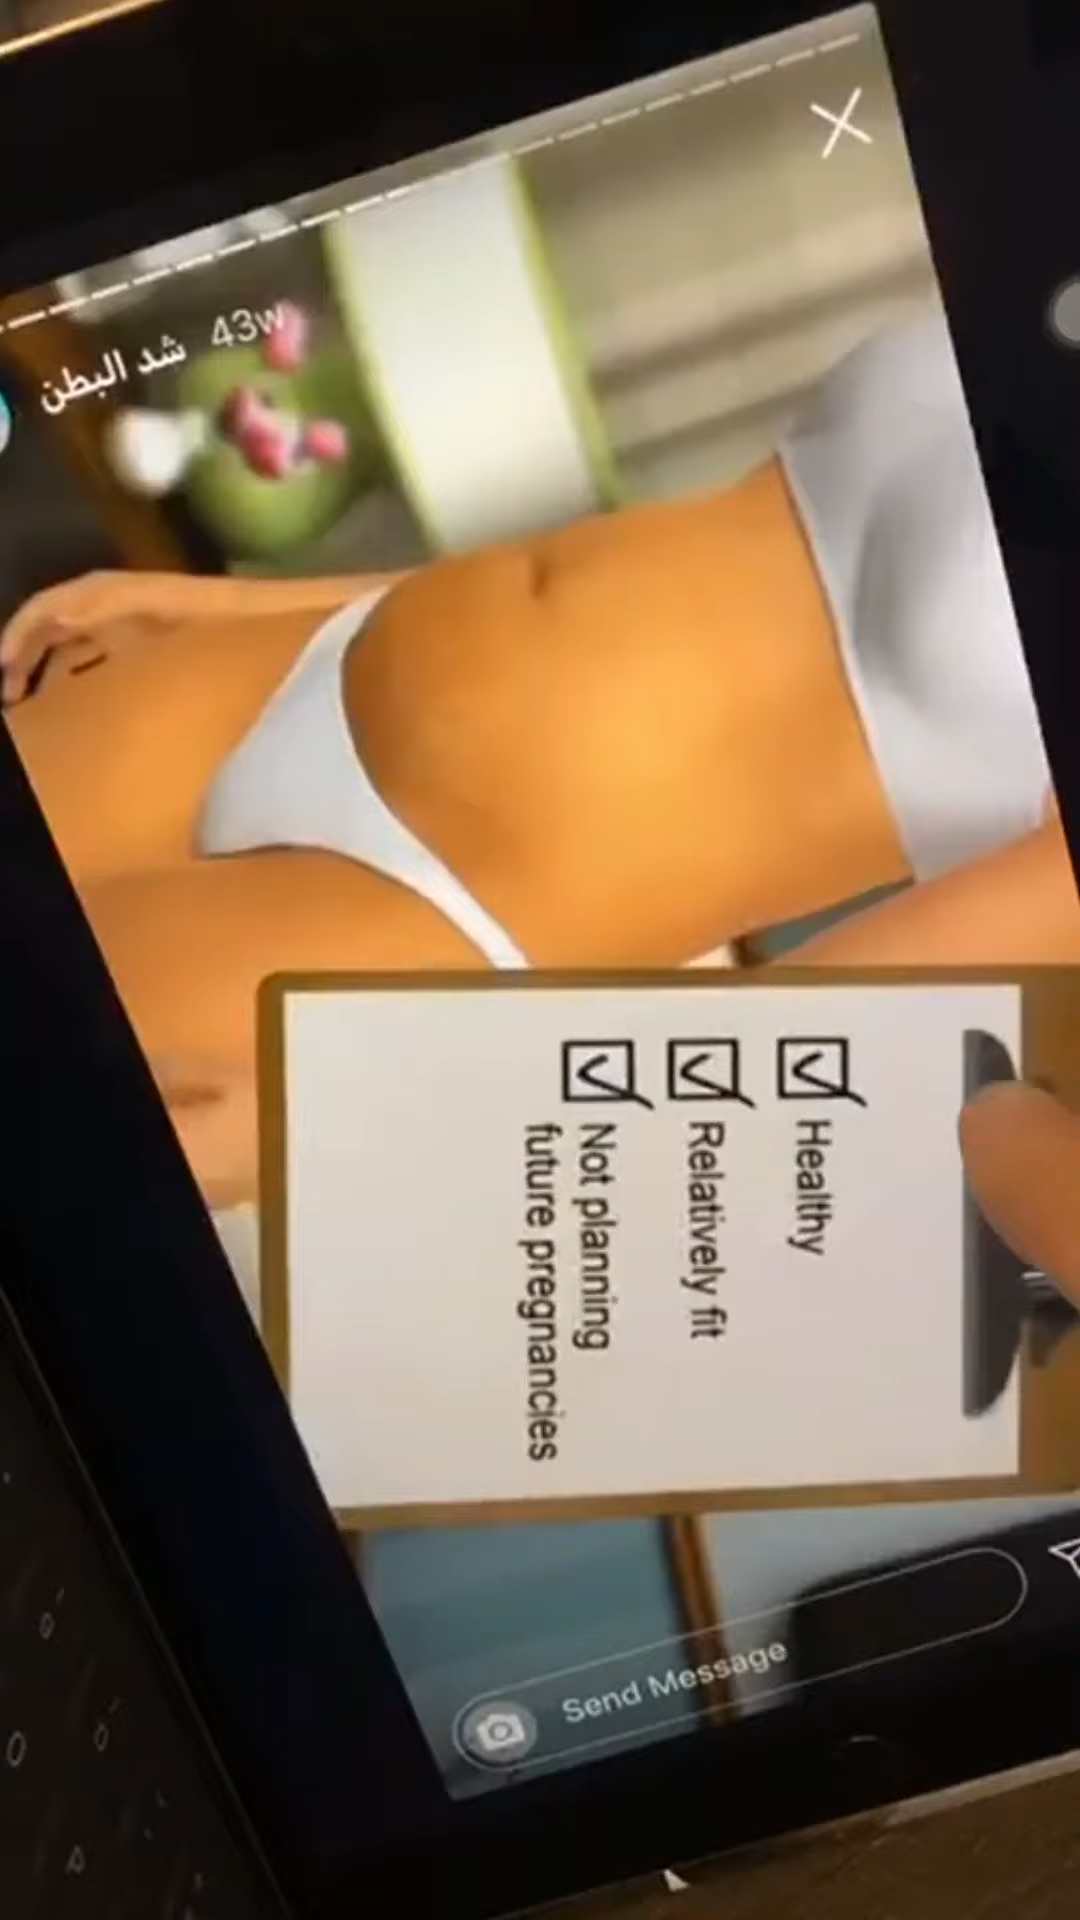 شد البطن 43w
Healthy
Relatively fit
Not planning
future pregnancies
Send Message